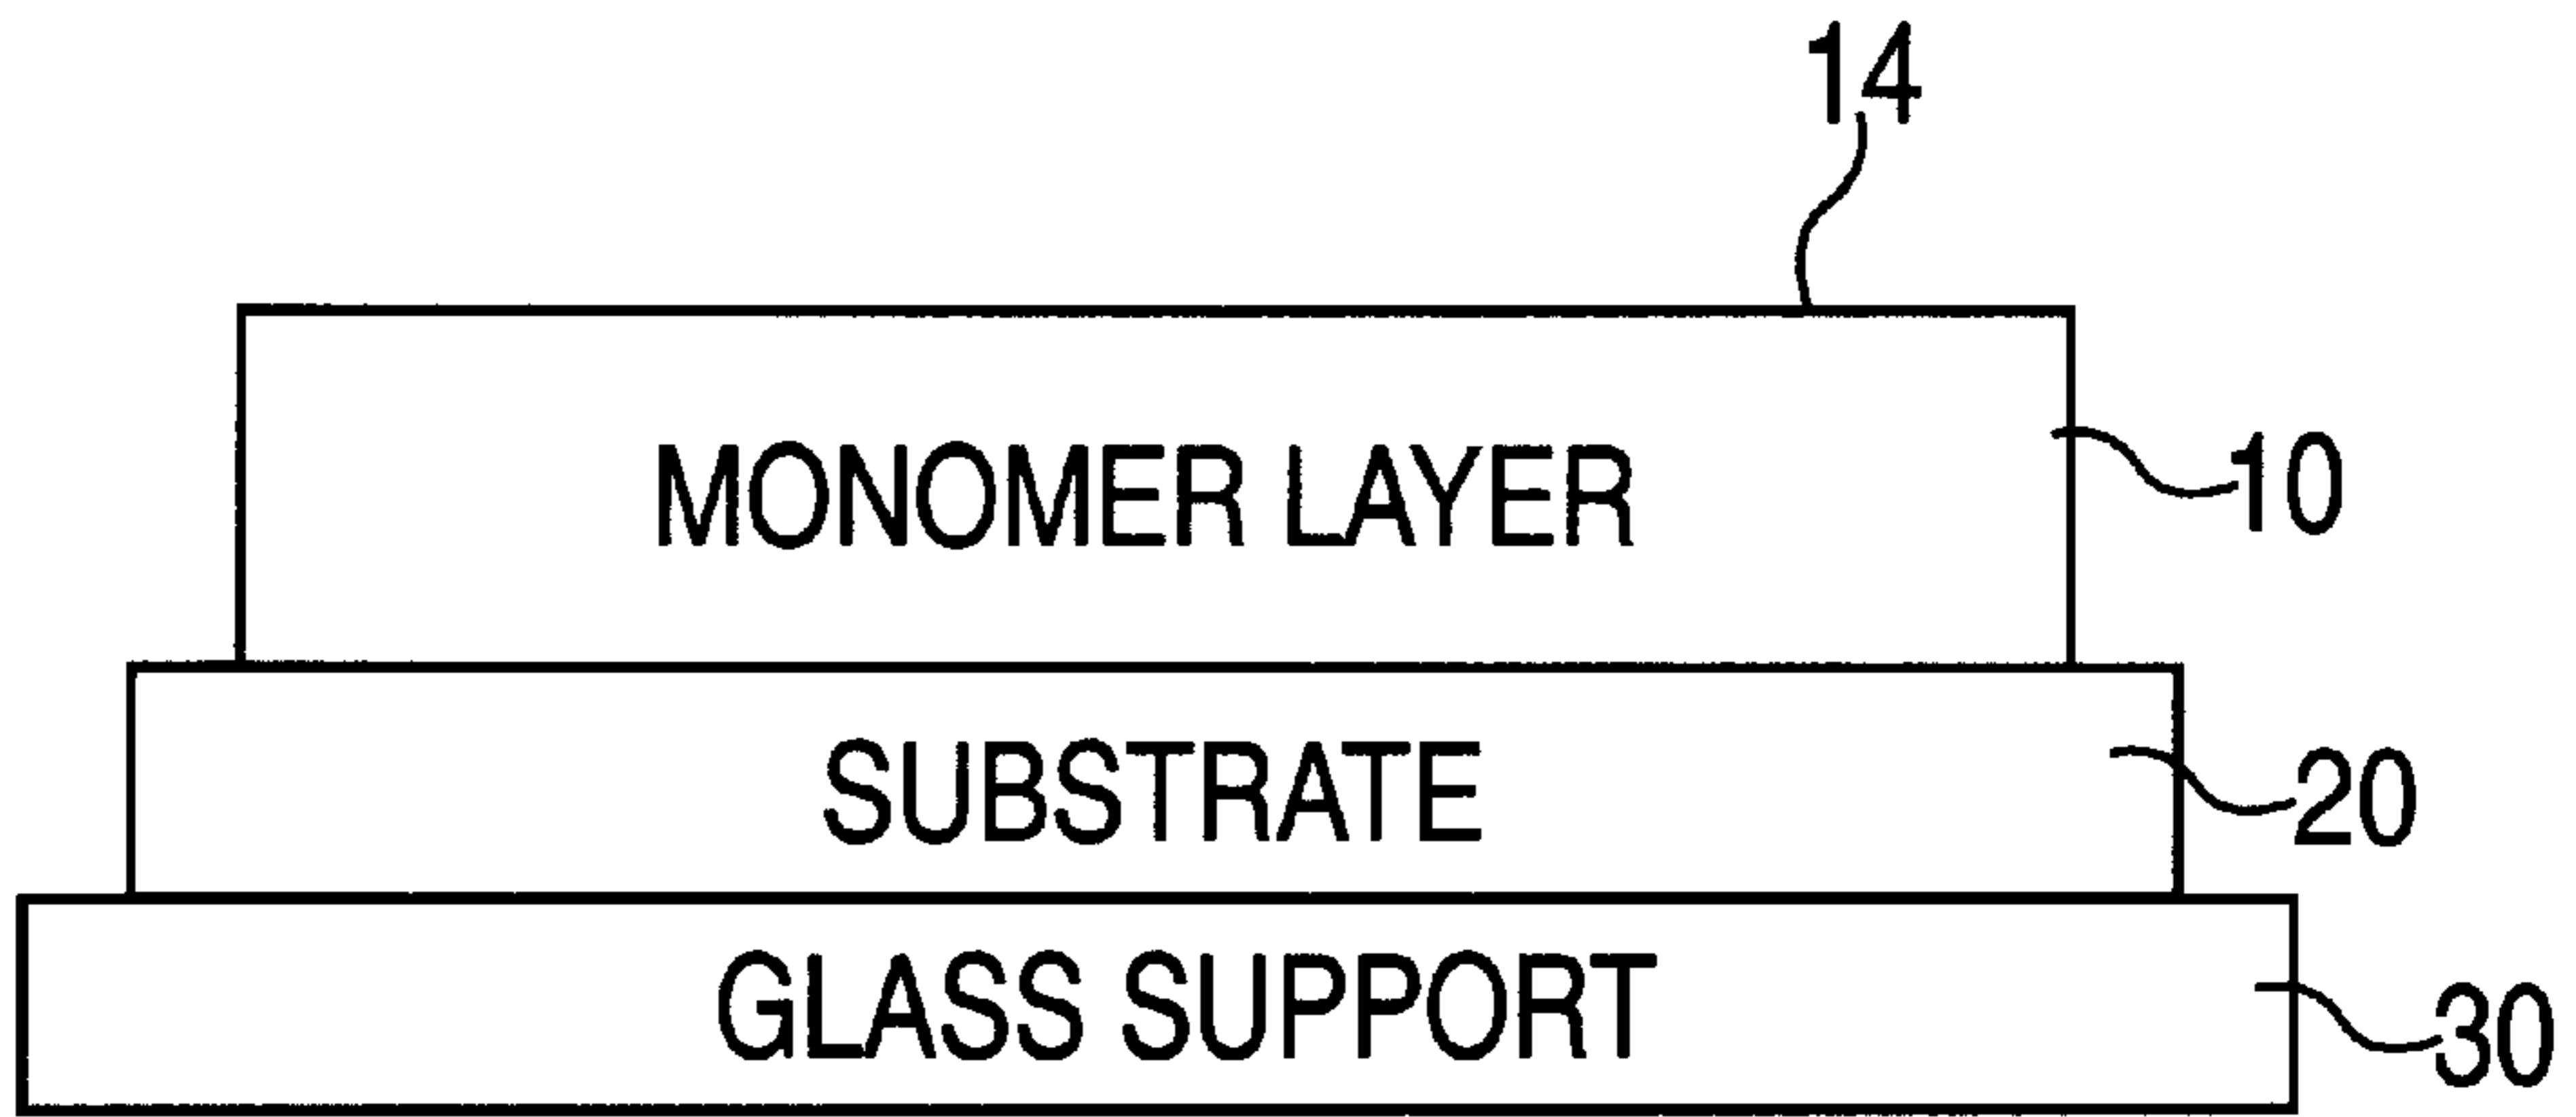 14
MONOMER LAYER
10
SUBSTRATE
20
GLASS SUPPORT
30